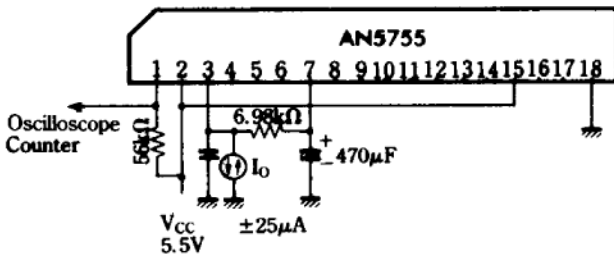 AN5755
1 2 3 4 5 6 7 8 9 10 11 12 13 14 15 16 17 18
Oscilloscope
Counter
56kΩ
6.98kΩ
+
− 470μF
IO
VCC
5.5V
±25μA